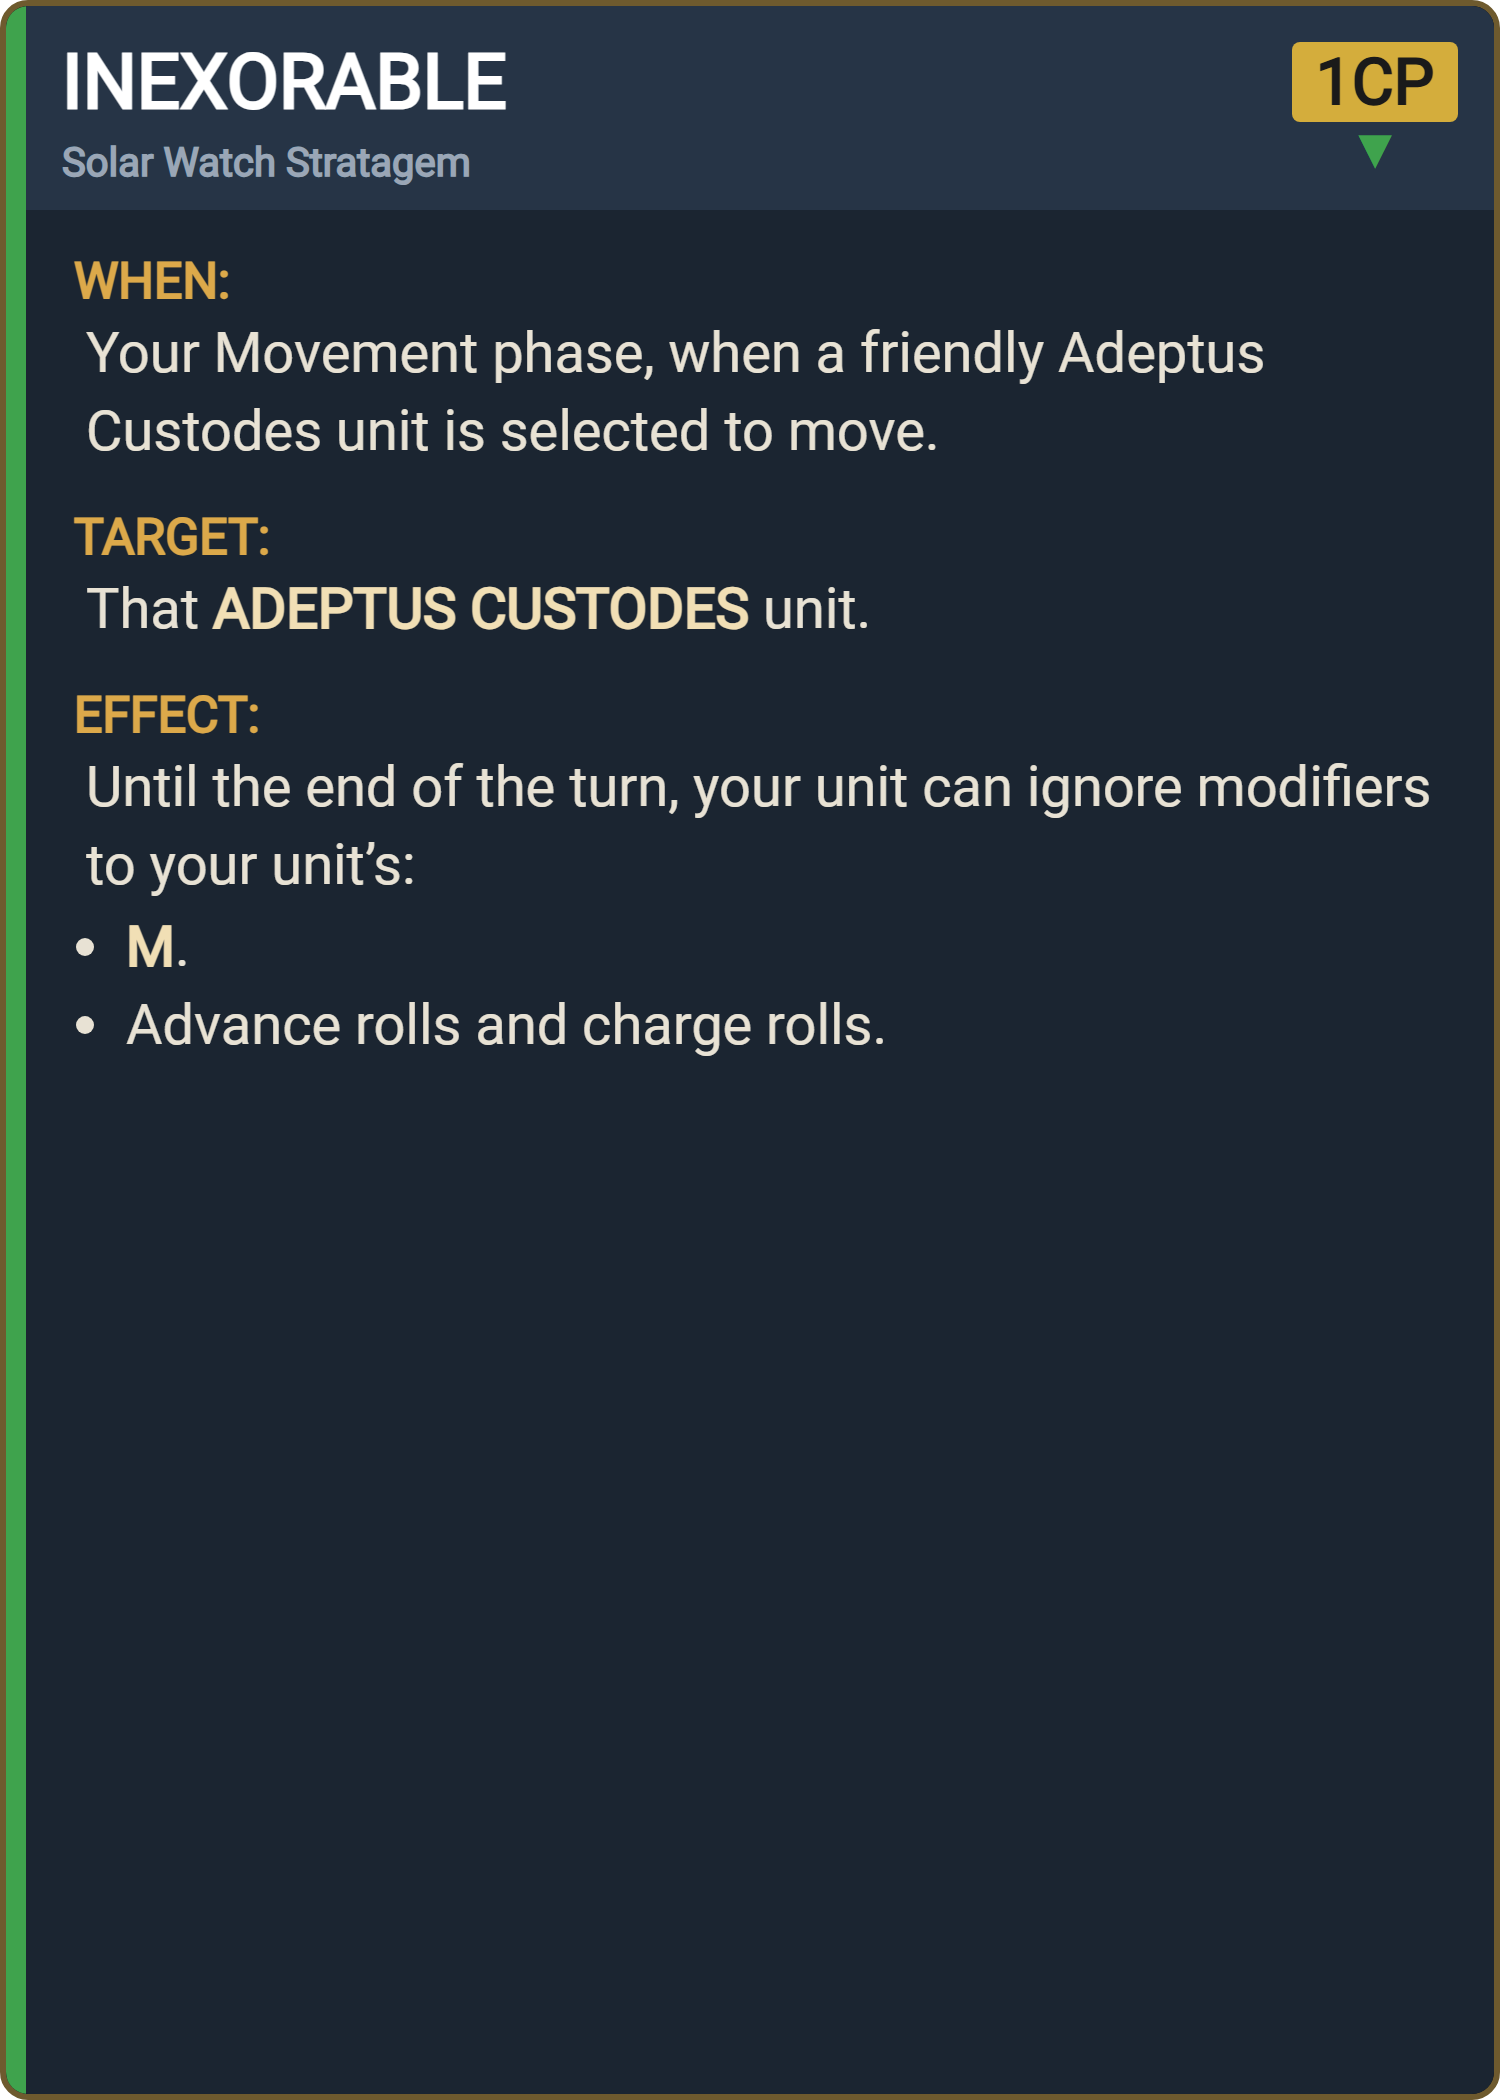 INEXORABLE
1CP
Solar Watch Stratagem
WHEN:
Your Movement phase, when a friendly Adeptus
Custodes unit is selected to move.
TARGET:
That ADEPTUS CUSTODES unit.
EFFECT:
Until the end of the turn, your unit can ignore modifiers
to your unit’s:
• M.
• Advance rolls and charge rolls.